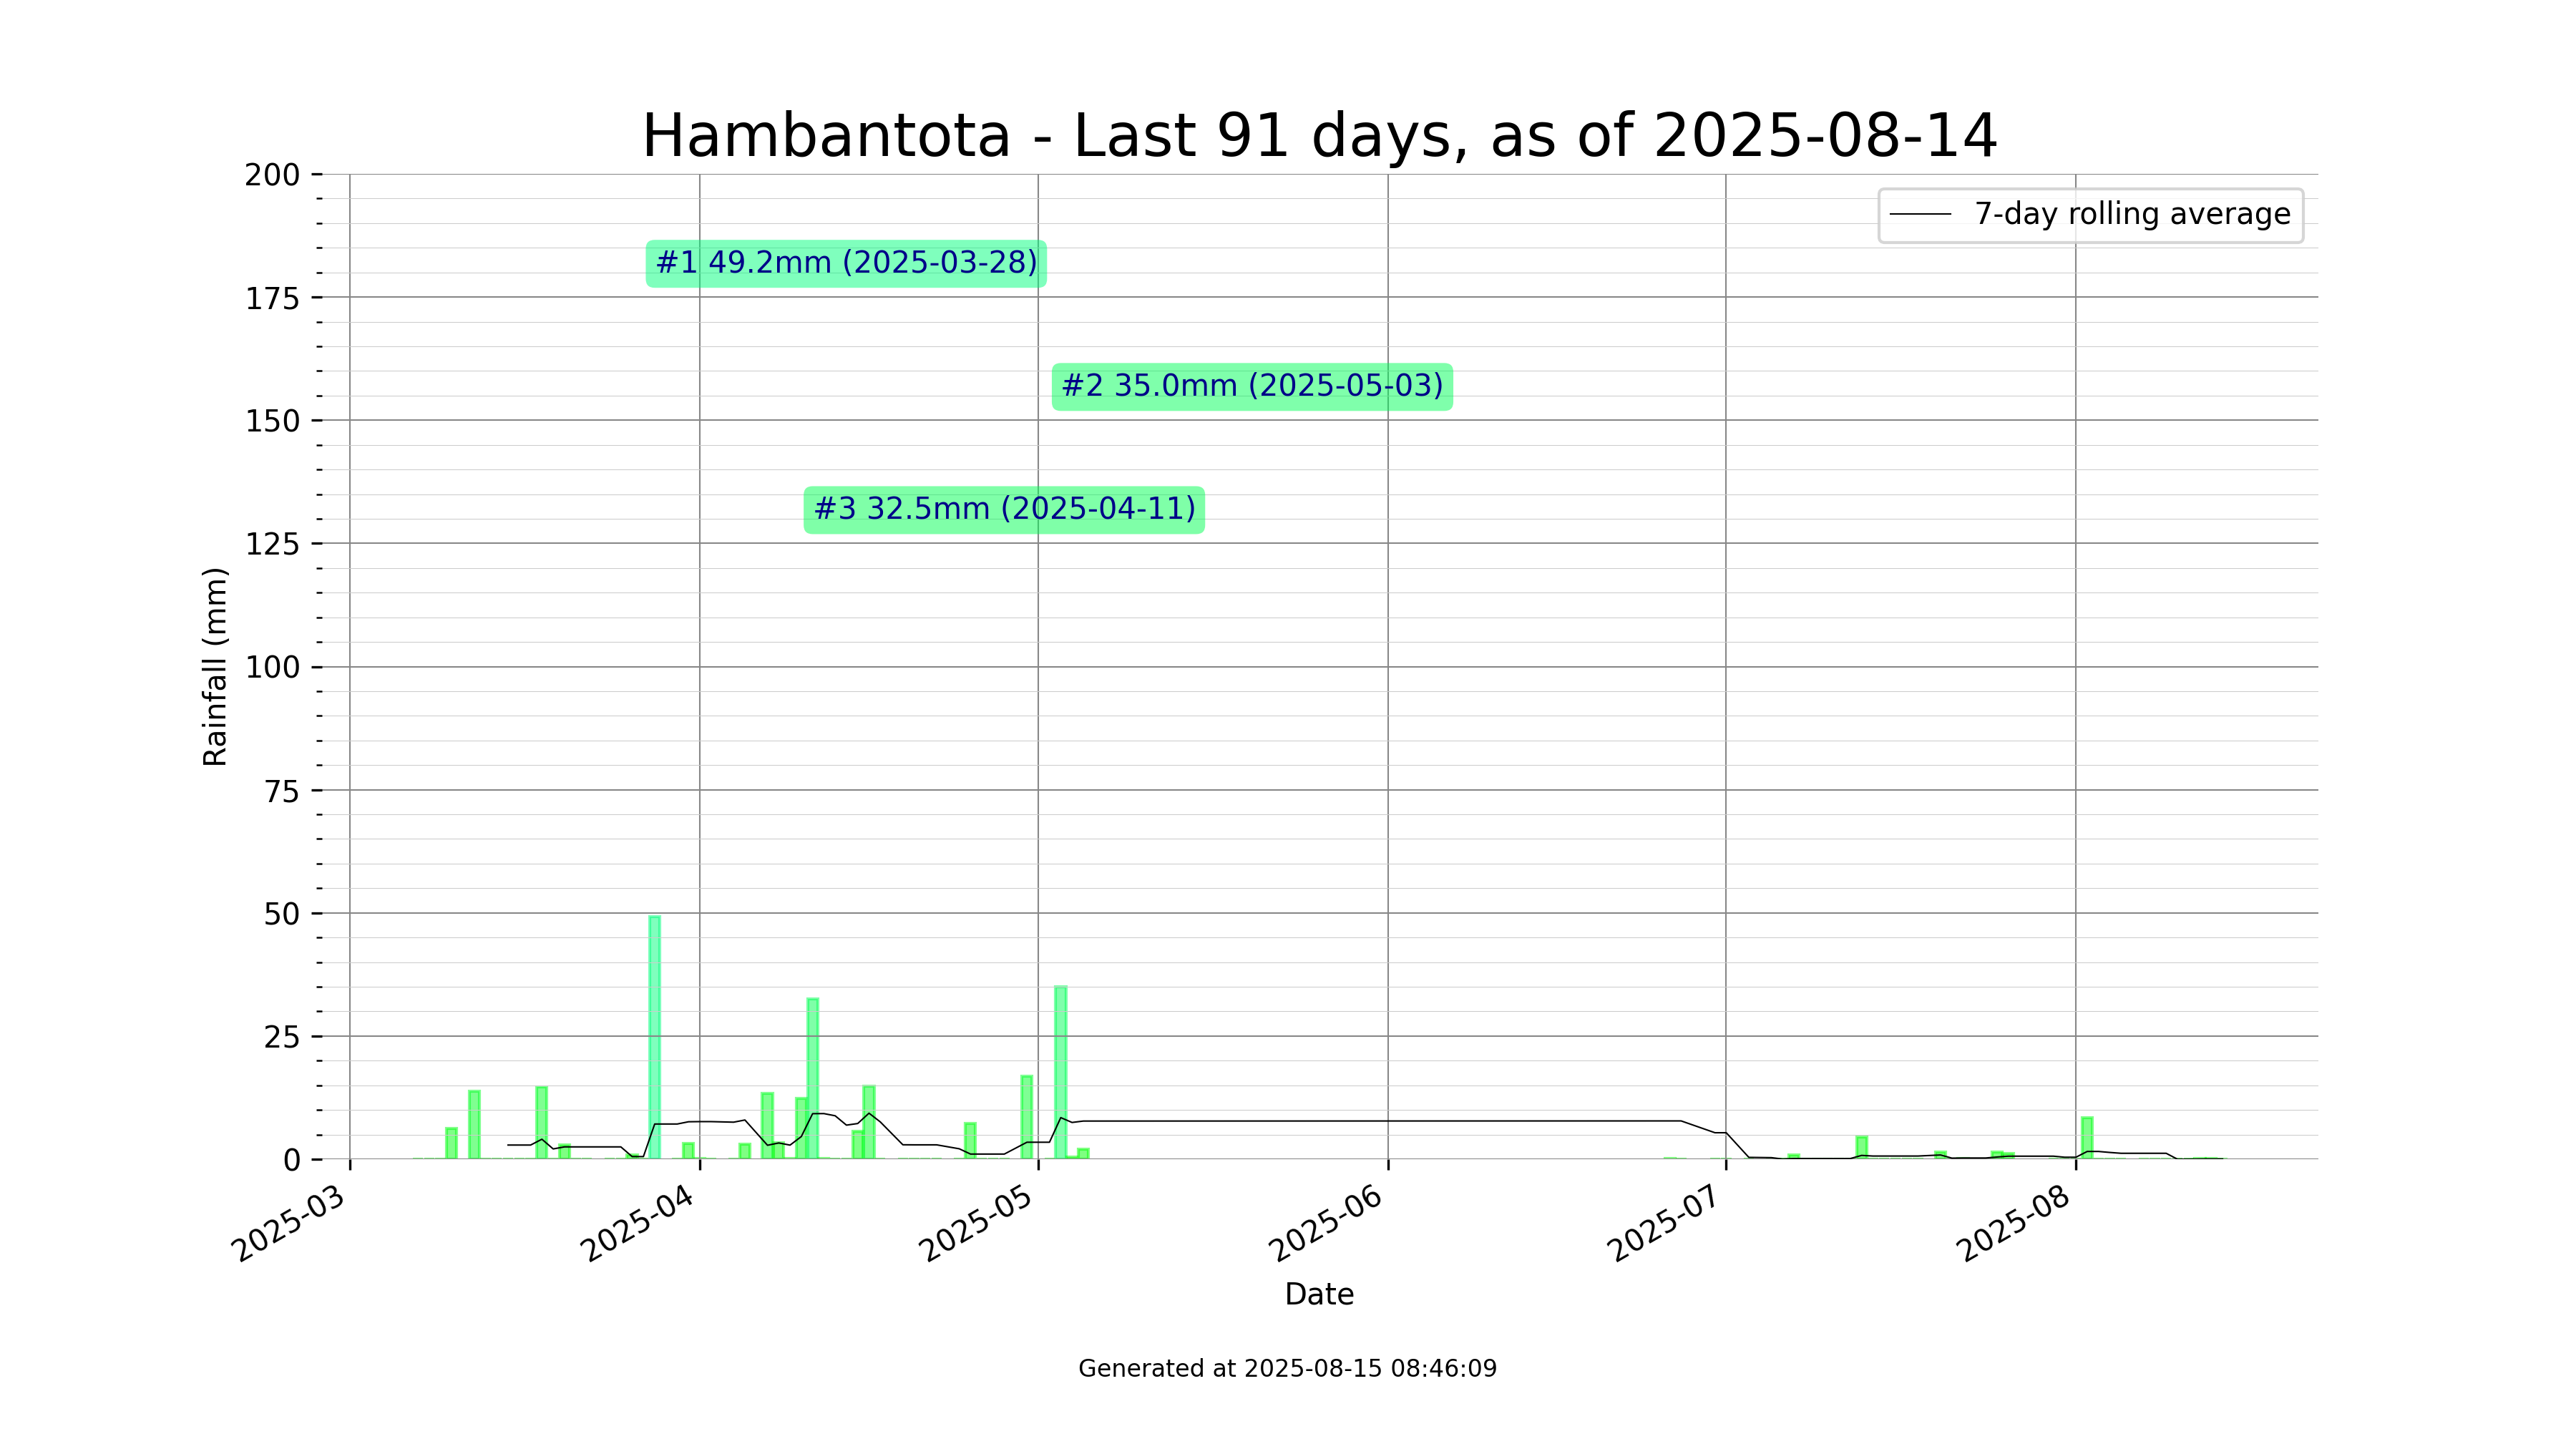 Hambantota - Last 91 days, as of 2025-08-14
7-day rolling average
#1 49.2mm (2025-03-28)
#2 35.0mm (2025-05-03)
#3 32.5mm (2025-04-11)
Rainfall (mm)
200
175
150
125
100
75
50
25
0
2025-03
2025-04
2025-05
2025-06
2025-07
2025-08
Date
Generated at 2025-08-15 08:46:09